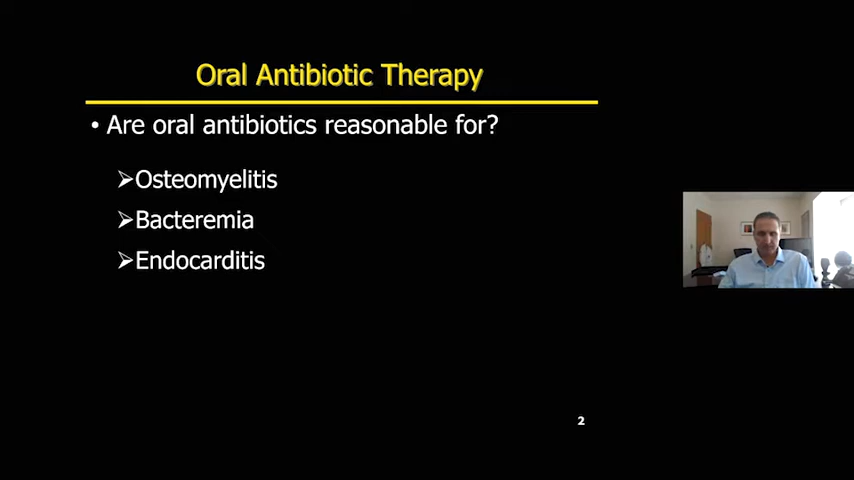 Oral Antibiotic Therapy
• Are oral antibiotics reasonable for?
➢Osteomyelitis
➢Bacteremia
➢Endocarditis
2